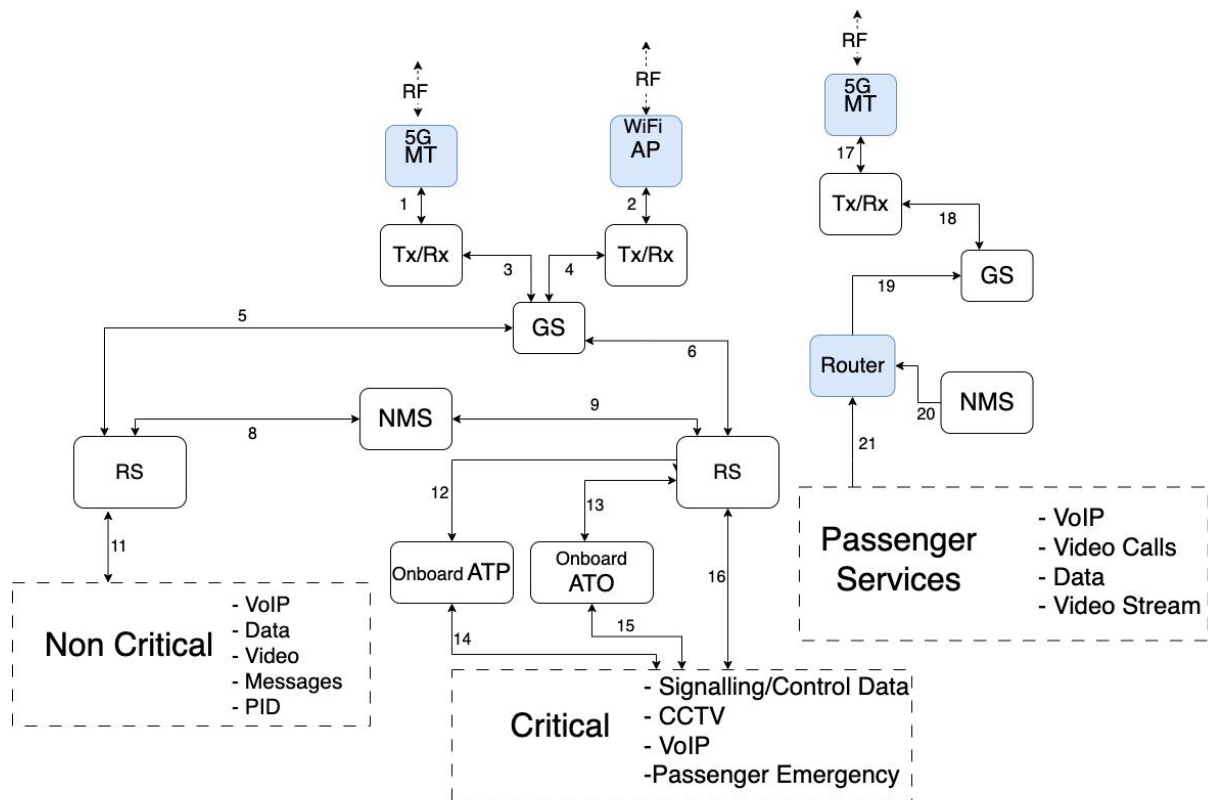 RF
RF
RF
5G
MT
WiFi
AP
5G
MT
1
2
17
Tx/Rx
Tx/Rx
Tx/Rx
18
3
4
GS
GS
19
5
6
Router
NMS
20
NMS
8
9
21
RS
RS
12
13
11
Onboard ATP
Onboard
ATO
16
14
15
Non Critical
- VoIP
- Data
- Video
- Messages
- PID
Critical
- Signalling/Control Data
- CCTV
- VoIP
-Passenger Emergency
Passenger
Services
- VoIP
- Video Calls
- Data
- Video Stream